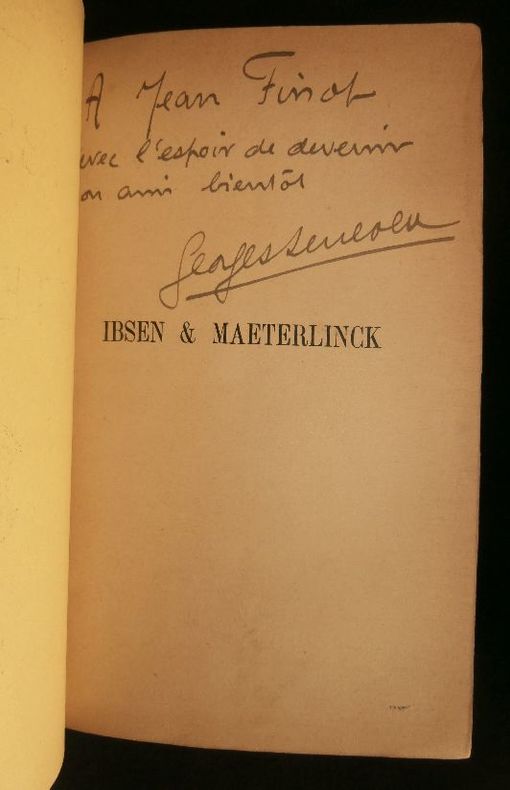 A Jean Finot
avec l'espoir de devenir
on ami bientôt
Georges Leneveu
IBSEN & MAETERLINCK